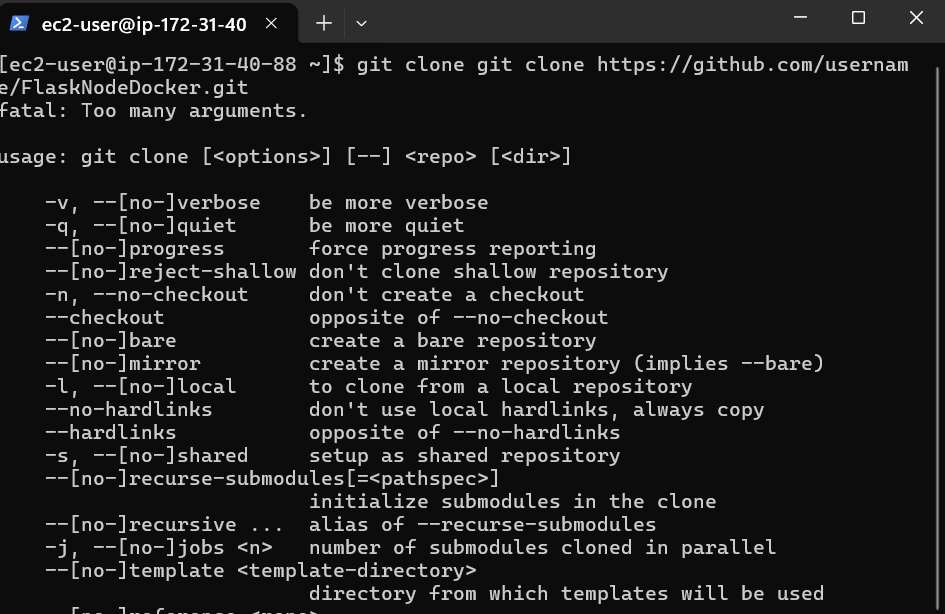 ec2-user@ip-172-31-40
[ec2-user@ip-172-31-40-88 ~]$ git clone git clone https://github.com/usernam
e/FlaskNodeDocker.git
fatal: Too many arguments.
usage: git clone [<options>] [--] <repo> [<dir>]
-v, --[no-]verbose    be more verbose
-q, --[no-]quiet      be more quiet
--[no-]progress       force progress reporting
--[no-]reject-shallow don't clone shallow repository
-n, --no-checkout     don't create a checkout
--checkout            opposite of --no-checkout
--[no-]bare           create a bare repository
--[no-]mirror         create a mirror repository (implies --bare)
-l, --[no-]local      to clone from a local repository
--no-hardlinks        don't use local hardlinks, always copy
--hardlinks           opposite of --no-hardlinks
-s, --[no-]shared     setup as shared repository
--[no-]recurse-submodules[=<pathspec>]
initialize submodules in the clone
--[no-]recursive ...  alias of --recurse-submodules
-j, --[no-]jobs <n>   number of submodules cloned in parallel
--[no-]template <template-directory>
directory from which templates will be used
--[no-]reference <repo>